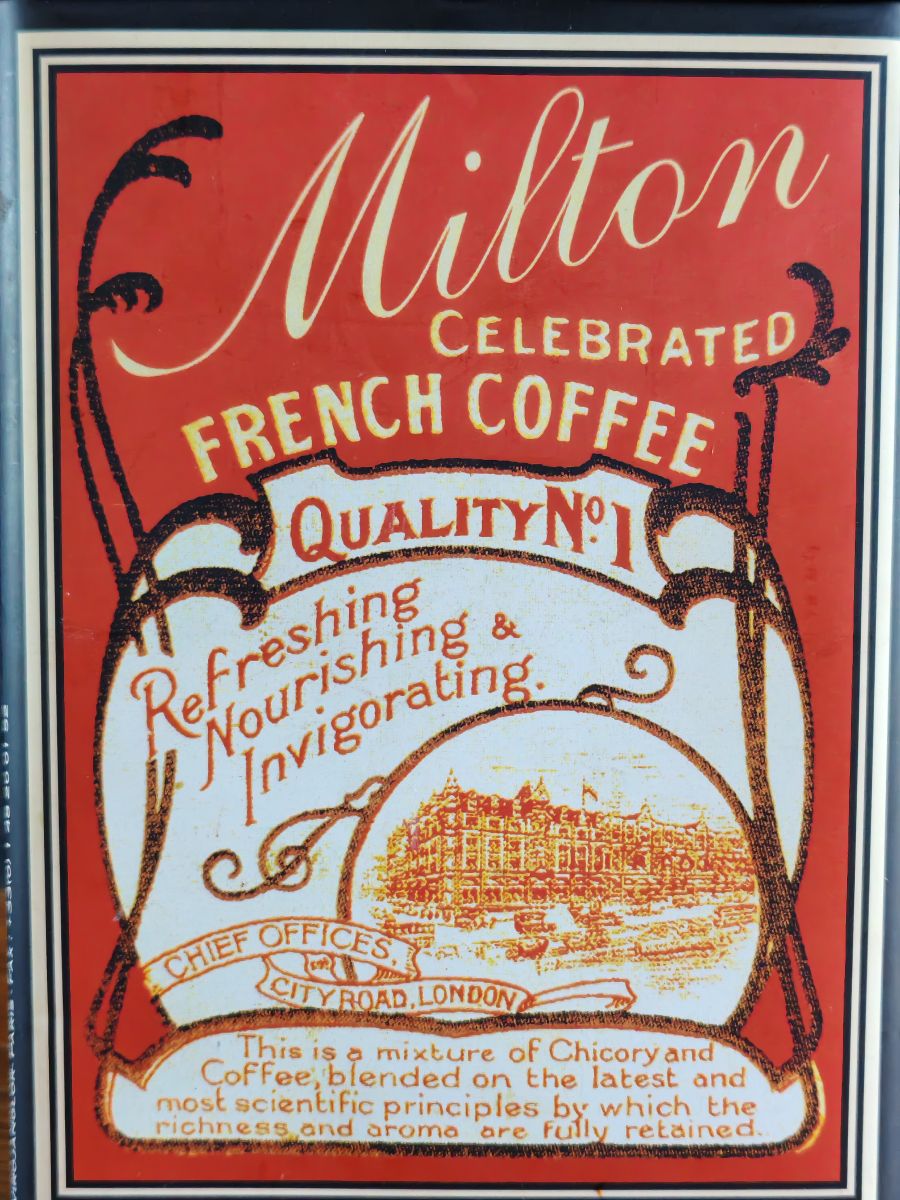 Milton
CELEBRATED
FRENCH COFFEE
QUALITY No. 1
Refreshing
Nourishing &
Invigorating.
CHIEF OFFICES,
CITY ROAD, LONDON
This is a mixture of Chicory and
Coffee, blended on the latest and
most scientific principles by which the
richness and aroma are fully retained.